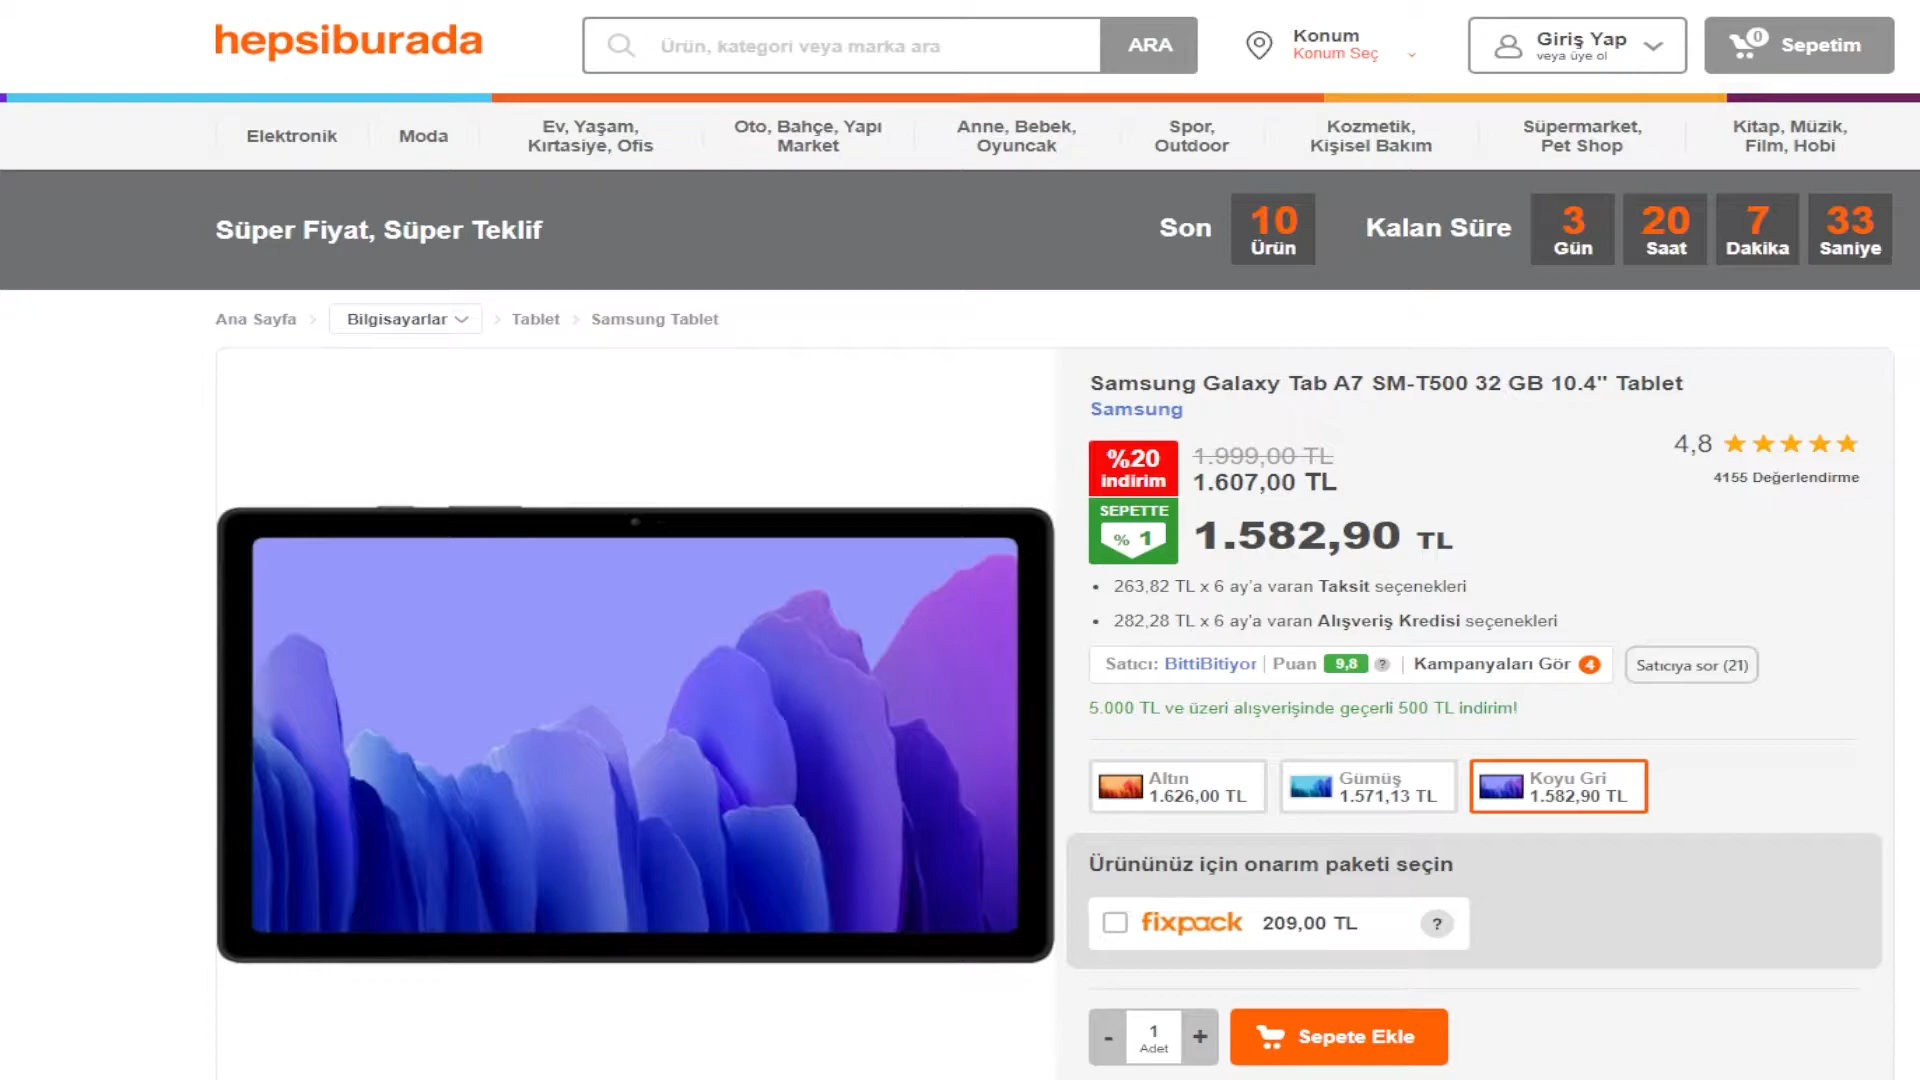 hepsiburada
Ürün, kategori veya marka ara
ARA
Konum
Konum Seç
Giriş Yap
veya üye ol
0
Sepetim
Elektronik
Moda
Ev, Yaşam,
Kırtasiye, Ofis
Oto, Bahçe, Yapı
Market
Anne, Bebek,
Oyuncak
Spor,
Outdoor
Kozmetik,
Kişisel Bakım
Süpermarket,
Pet Shop
Kitap, Müzik,
Film, Hobi
Süper Fiyat, Süper Teklif
Son
10
Ürün
Kalan Süre
3
Gün
20
Saat
7
Dakika
33
Saniye
Ana Sayfa
Bilgisayarlar
Tablet
Samsung Tablet
Samsung Galaxy Tab A7 SM-T500 32 GB 10.4" Tablet
Samsung
4,8
4155 Değerlendirme
%20
indirim
1.999,00 TL
1.607,00 TL
SEPETTE
% 1
1.582,90 TL
• 263,82 TL x 6 ay'a varan Taksit seçenekleri
• 282,28 TL x 6 ay'a varan Alışveriş Kredisi seçenekleri
Satıcı: BittiBitiyor | Puan 9,8 ? | Kampanyaları Gör 4
Satıcıya sor (21)
5.000 TL ve üzeri alışverişinde geçerli 500 TL indirim!
Altın
1.626,00 TL
Gümüş
1.571,13 TL
Koyu Gri
1.582,90 TL
Ürününüz için onarım paketi seçin
fixpack 209,00 TL ?
- 1 +
Adet
Sepete Ekle